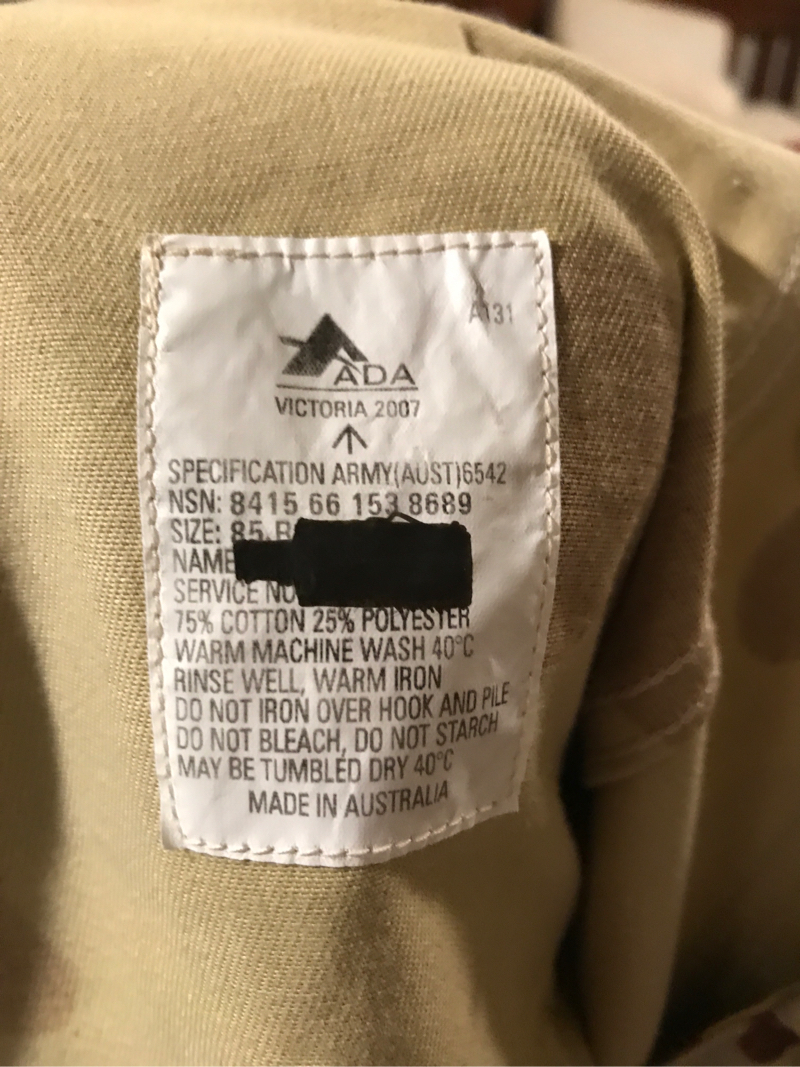 A131
ADA
VICTORIA 2007
SPECIFICATION ARMY(AUST)6542
NSN: 8415 66 153 8689
SIZE: 85
NAME
SERVICE NO
75% COTTON 25% POLYESTER
WARM MACHINE WASH 40°C
RINSE WELL, WARM IRON
DO NOT IRON OVER HOOK AND PILE
DO NOT BLEACH, DO NOT STARCH
MAY BE TUMBLED DRY 40°C
MADE IN AUSTRALIA